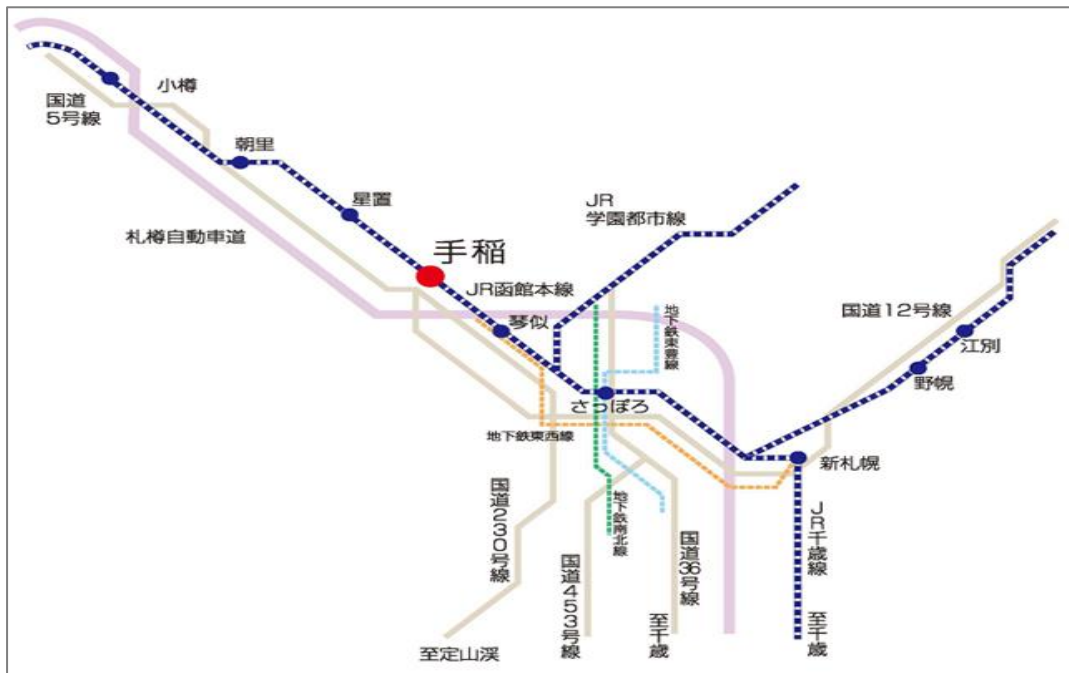 小樽
国道
5号線
朝里
星置
札樽自動車道
手稲
JR函館本線
JR
学園都市線
琴似
地下鉄東豊線
国道12号線
江別
野幌
さっぽろ
地下鉄東西線
新札幌
国道230号線
地下鉄南北線
国道36号線
国道453号線
JR千歳線
至定山渓
至千歳
至千歳